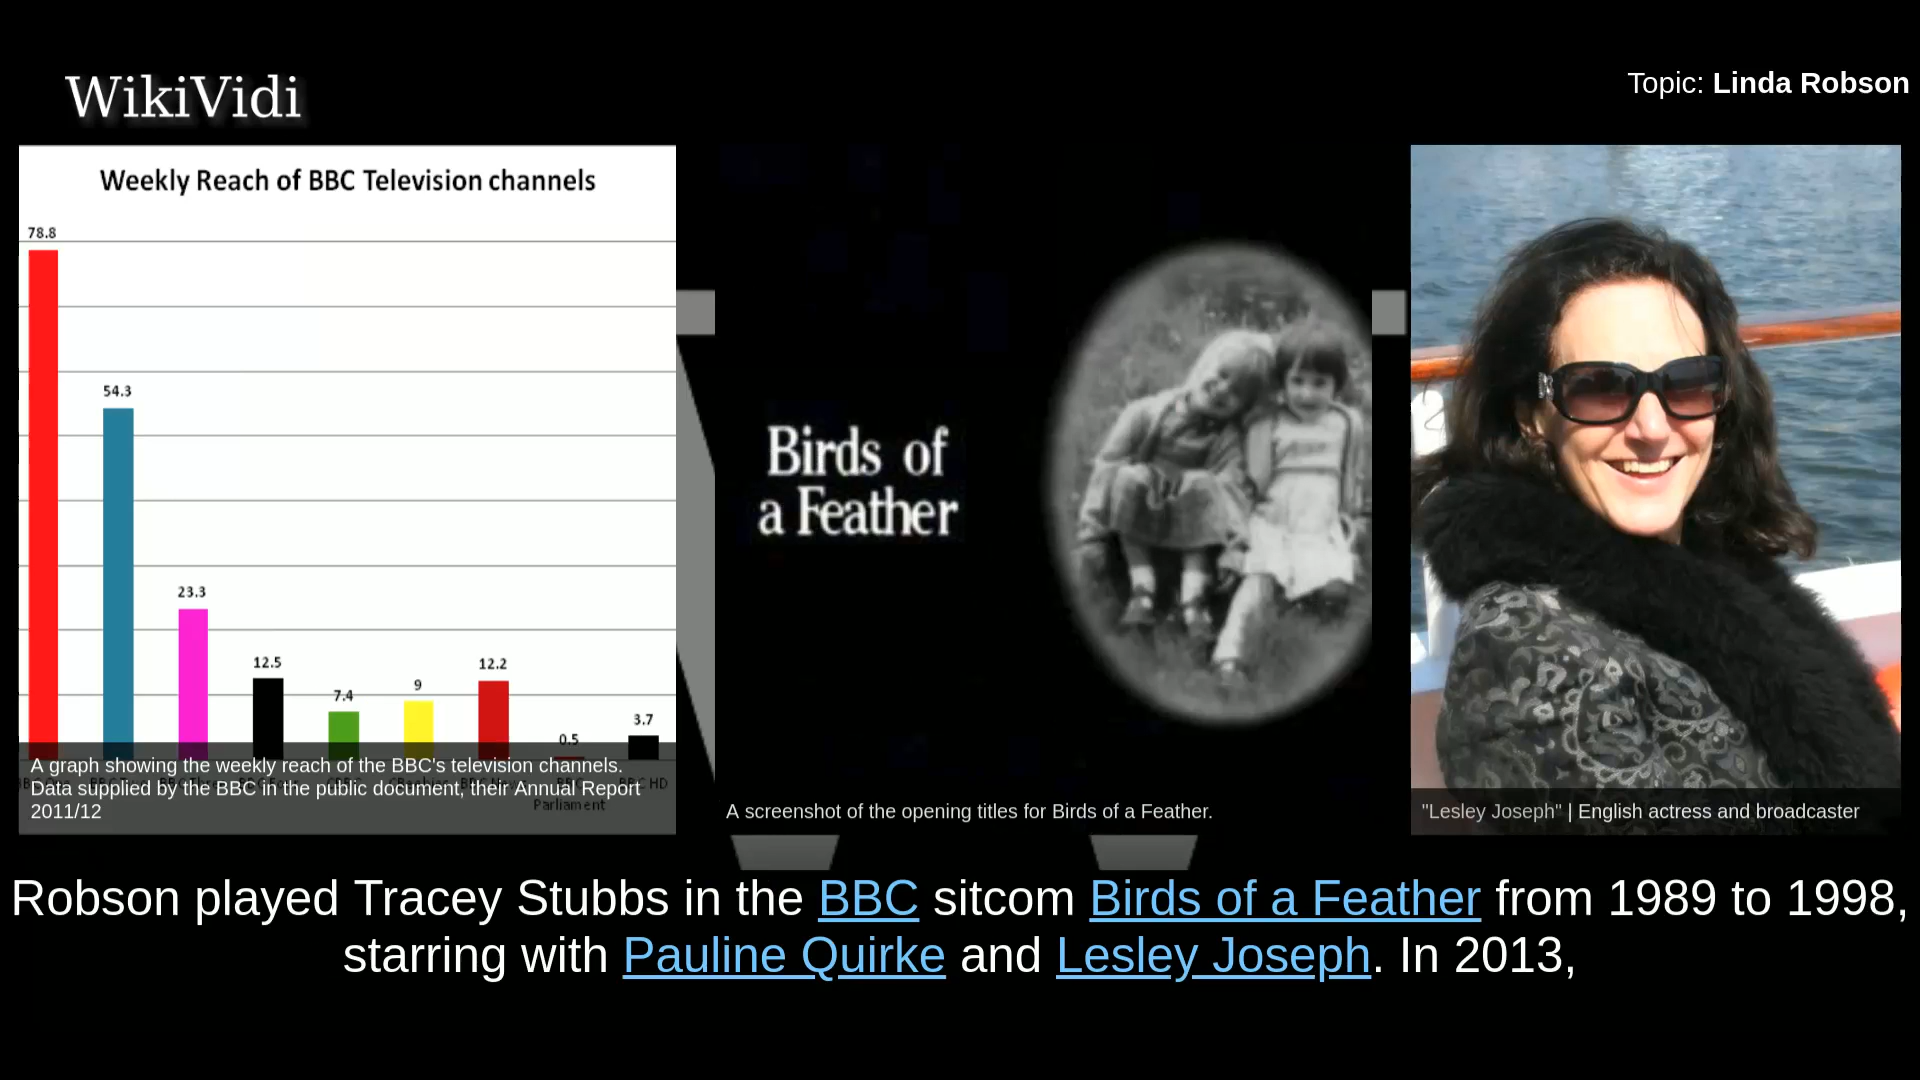 WikiVidi
Topic: Linda Robson
Weekly Reach of BBC Television channels
78.8
54.3
23.3
12.5
7.4
9
12.2
0.5
3.7
Parliament
A graph showing the weekly reach of the BBC's television channels.
Data supplied by the BBC in the public document, their Annual Report
2011/12
Birds of
a Feather
A screenshot of the opening titles for Birds of a Feather.
"Lesley Joseph" | English actress and broadcaster
Robson played Tracey Stubbs in the BBC sitcom Birds of a Feather from 1989 to 1998,
starring with Pauline Quirke and Lesley Joseph. In 2013,